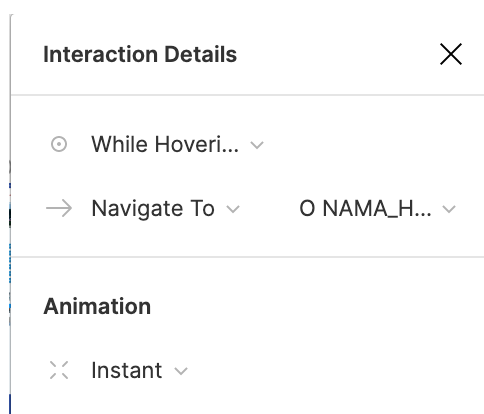 Interaction Details
While Hoveri...
Navigate To O NAMA_H...
Animation
Instant